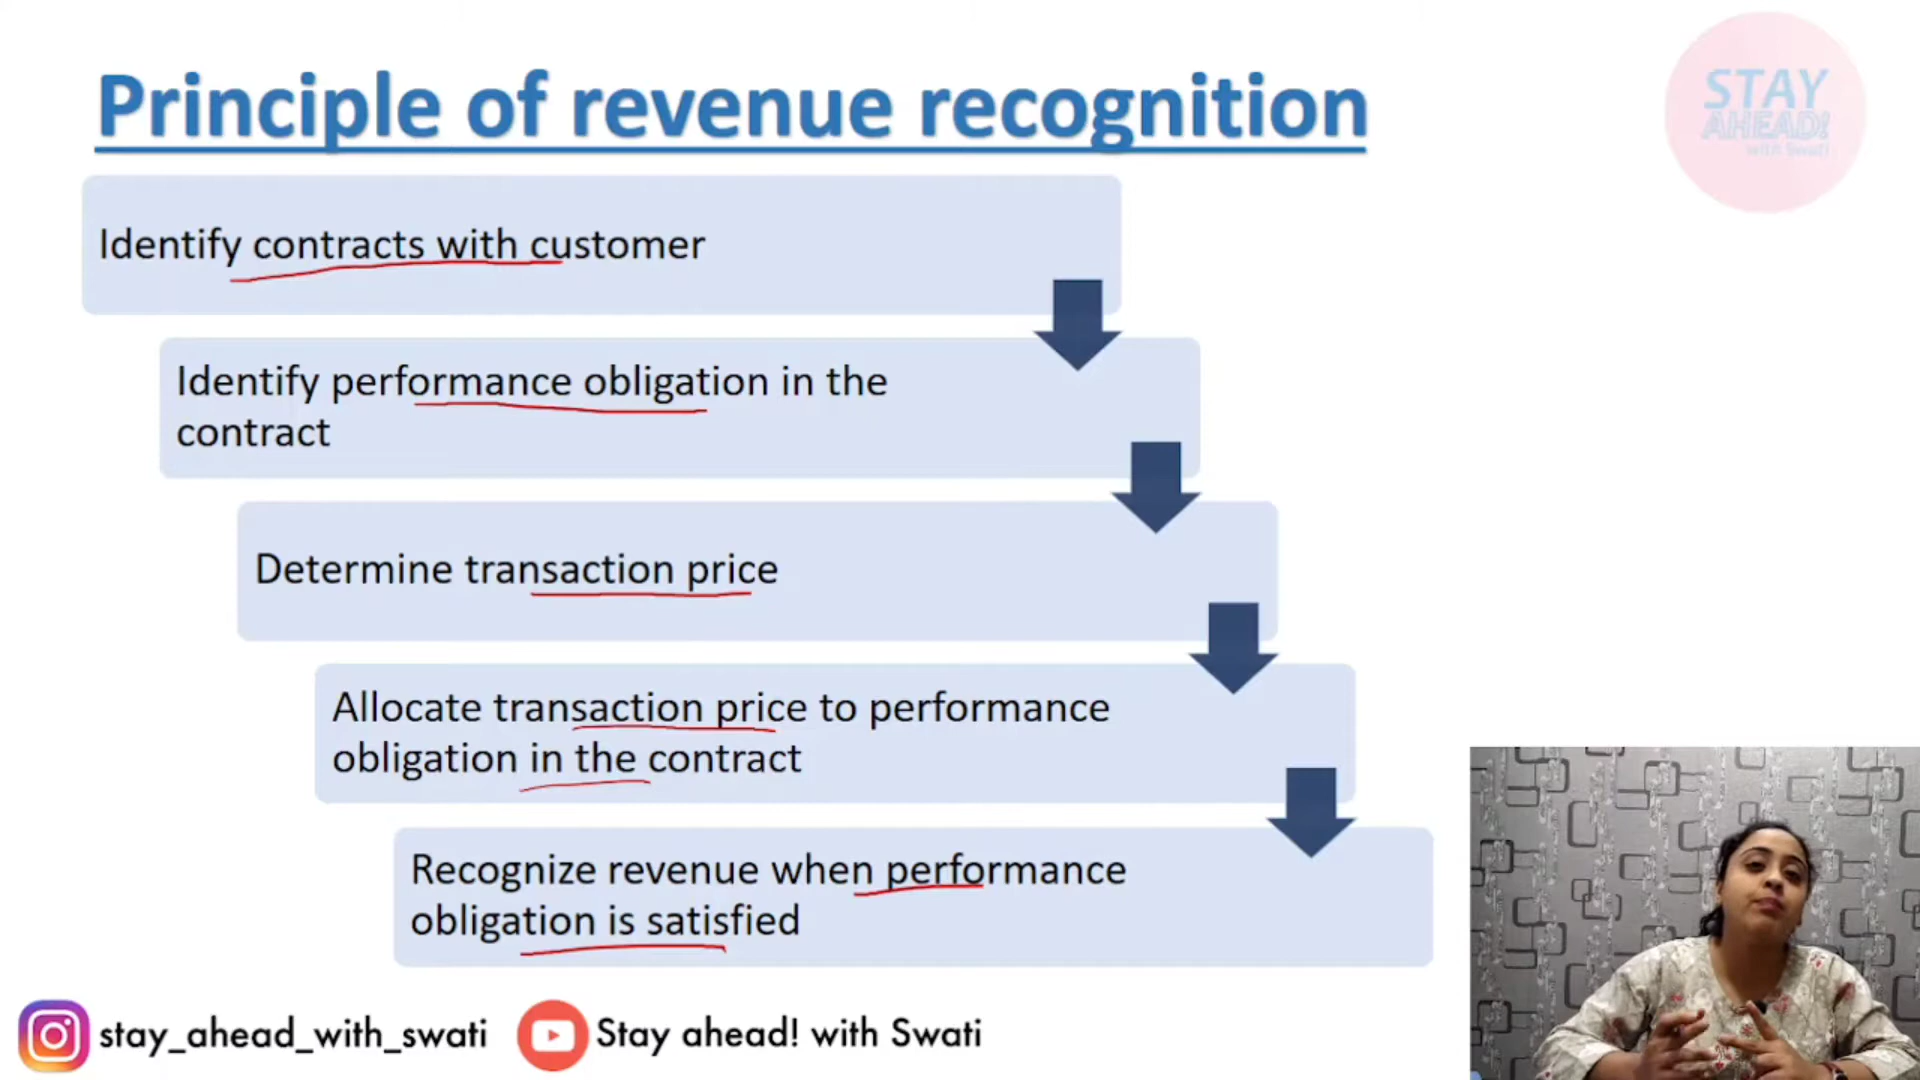 Principle of revenue recognition
STAY
AHEAD!
with Swati
Identify contracts with customer
Identify performance obligation in the
contract
Determine transaction price
Allocate transaction price to performance
obligation in the contract
Recognize revenue when performance
obligation is satisfied
stay_ahead_with_swati
Stay ahead! with Swati